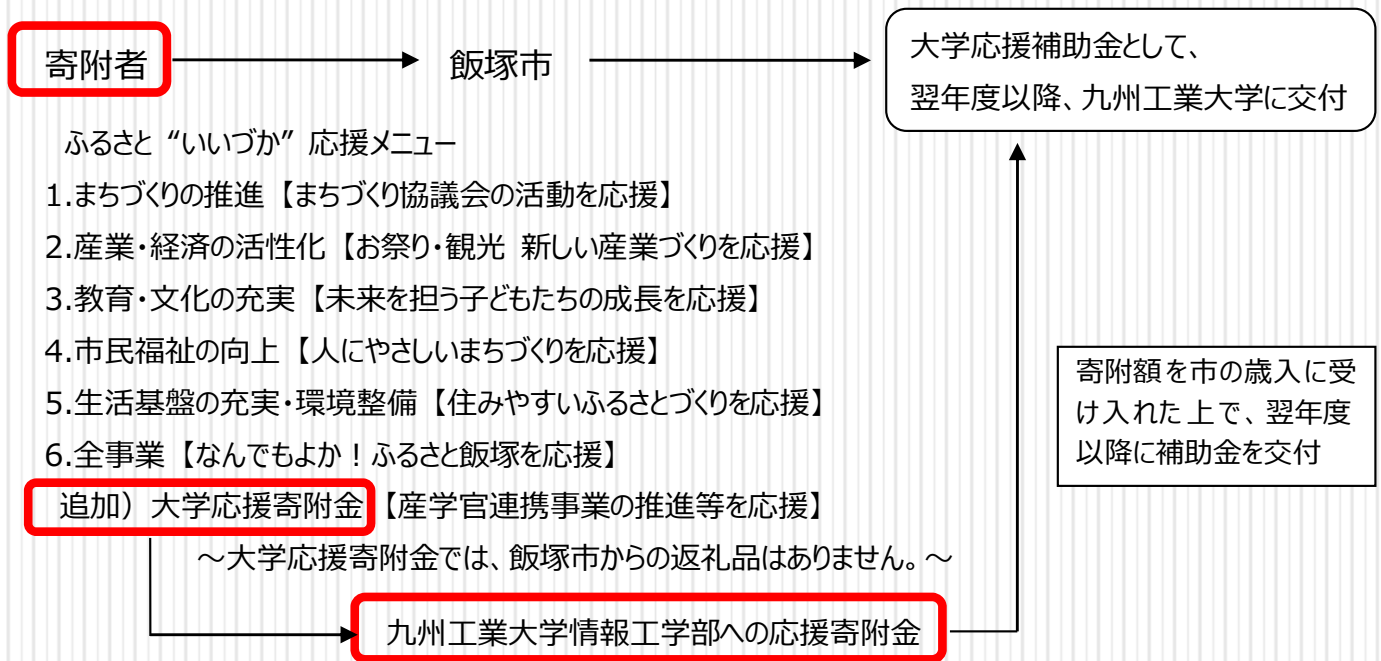 寄附者
飯塚市
大学応援補助金として、
翌年度以降、九州工業大学に交付
ふるさと “いいづか” 応援メニュー
1.まちづくりの推進【まちづくり協議会の活動を応援】
2.産業・経済の活性化【お祭り・観光 新しい産業づくりを応援】
3.教育・文化の充実【未来を担う子どもたちの成長を応援】
4.市民福祉の向上【人にやさしいまちづくりを応援】
5.生活基盤の充実・環境整備【住みやすいふるさとづくりを応援】
6.全事業【なんでもよか！ふるさと飯塚を応援】
追加）大学応援寄附金【産学官連携事業の推進等を応援】
～大学応援寄附金では、飯塚市からの返礼品はありません。～
九州工業大学情報工学部への応援寄附金
寄附額を市の歳入に受
け入れた上で、翌年度
以降に補助金を交付